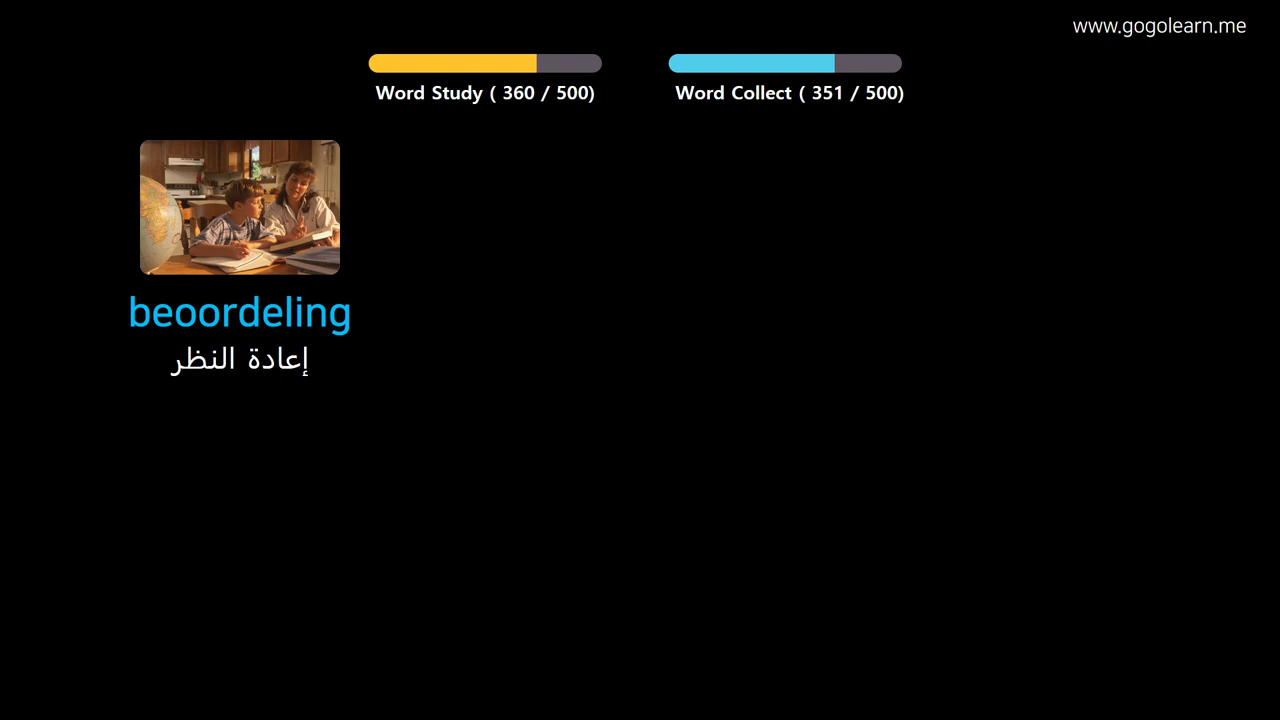 www.gogolearn.me
Word Study ( 360 / 500)
Word Collect ( 351 / 500)
beoordeling
إعادة النظر